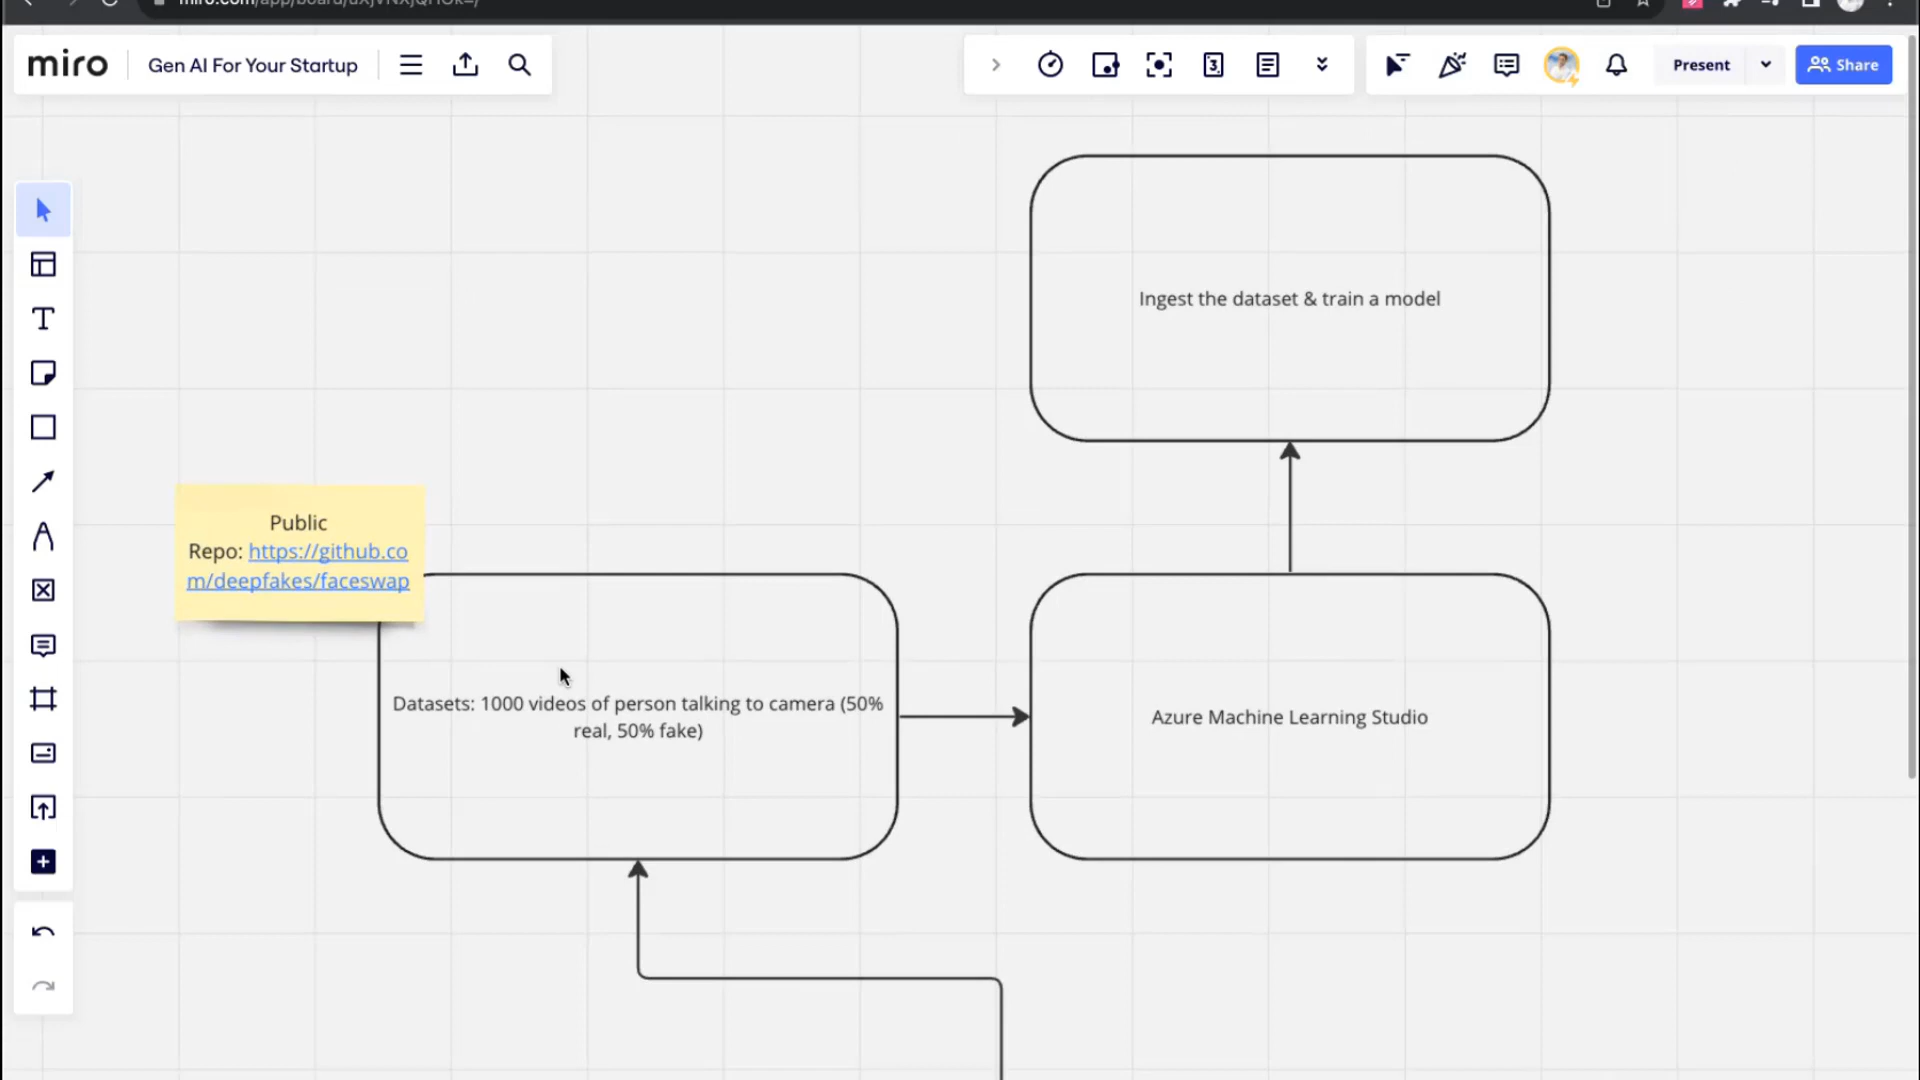 miro
Gen AI For Your Startup
Present
Share
Ingest the dataset & train a model
Public
Repo: https://github.co
m/deepfakes/faceswap
Datasets: 1000 videos of person talking to camera (50%
real, 50% fake)
Azure Machine Learning Studio